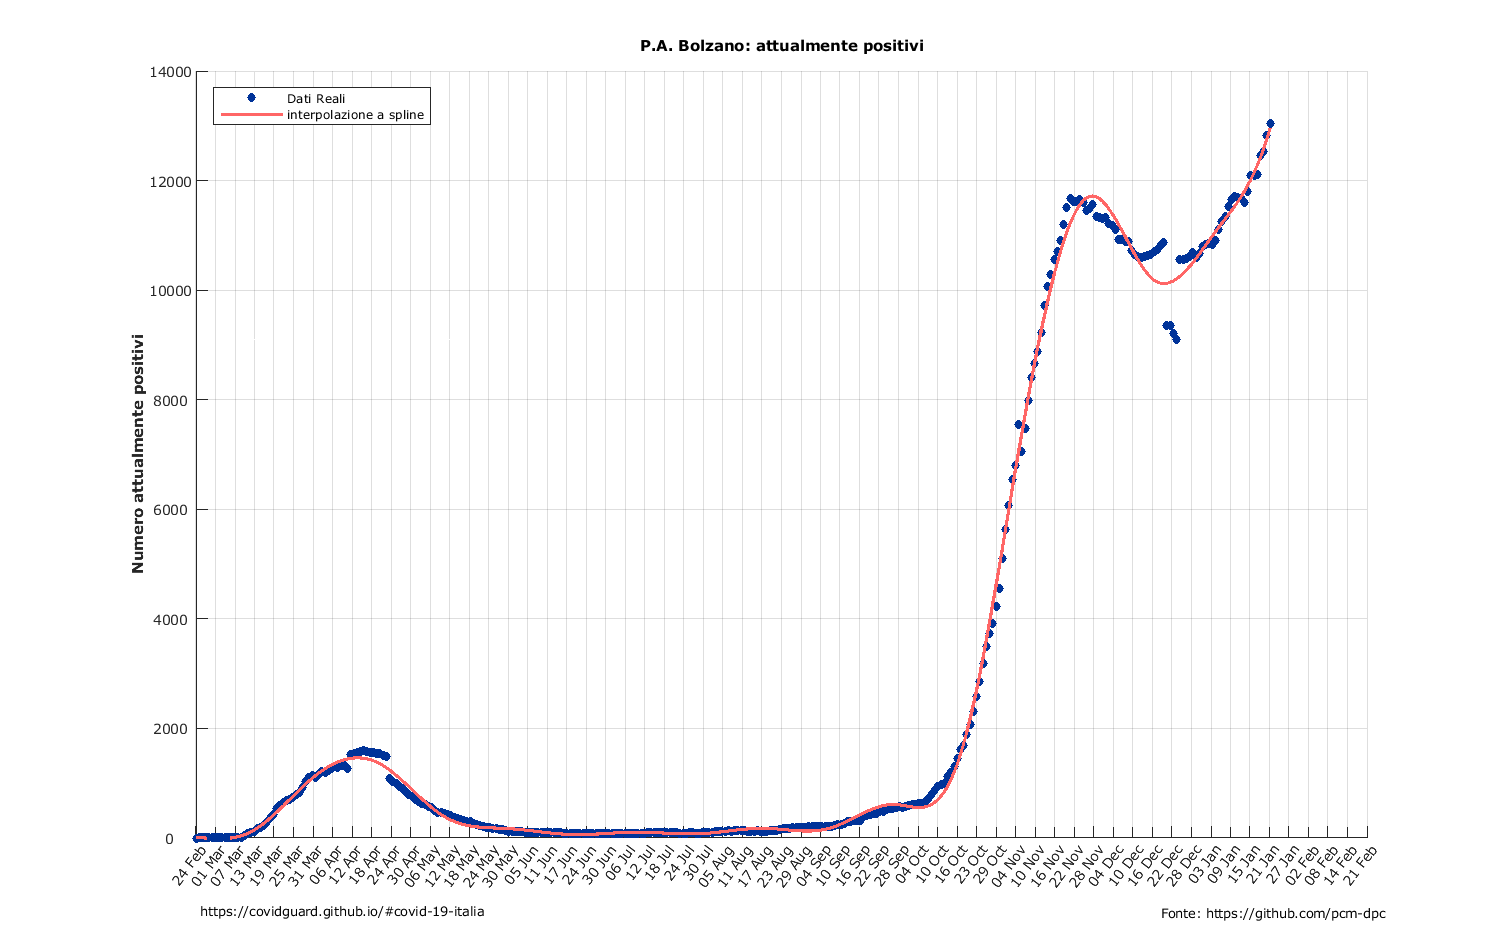 P.A. Bolzano: attualmente positivi
Dati Reali
interpolazione a spline
Numero attualmente positivi
14000
12000
10000
8000
6000
4000
2000
0
24 Feb
01 Mar
07 Mar
13 Mar
19 Mar
25 Mar
31 Mar
06 Apr
12 Apr
18 Apr
24 Apr
30 Apr
06 May
12 May
18 May
24 May
30 May
05 Jun
11 Jun
17 Jun
24 Jun
30 Jun
06 Jul
12 Jul
18 Jul
24 Jul
30 Jul
05 Aug
11 Aug
17 Aug
23 Aug
29 Aug
04 Sep
10 Sep
16 Sep
22 Sep
28 Sep
04 Oct
10 Oct
16 Oct
23 Oct
29 Oct
04 Nov
10 Nov
16 Nov
22 Nov
28 Nov
04 Dec
10 Dec
16 Dec
22 Dec
28 Dec
03 Jan
09 Jan
15 Jan
21 Jan
27 Jan
02 Feb
08 Feb
14 Feb
21 Feb
https://covidguard.github.io/#covid-19-italia
Fonte: https://github.com/pcm-dpc